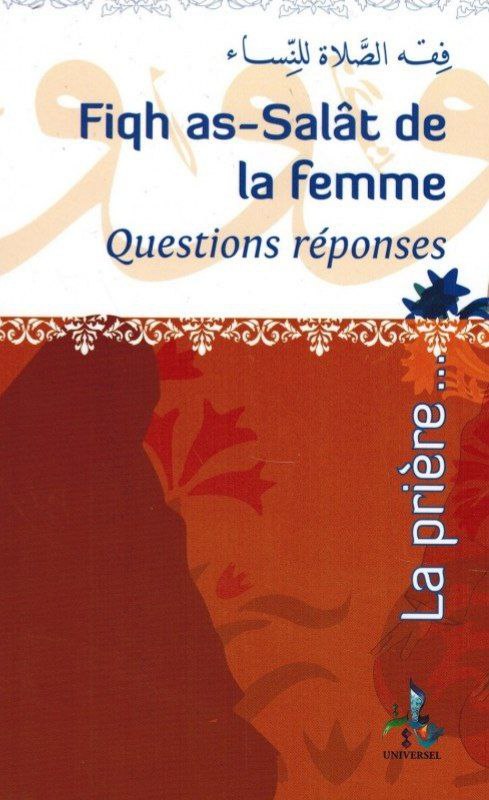 فِقه الصَّلاة للنِّساء
Fiqh as-Salât de
la femme
Questions réponses
La prière...
UNIVERSEL